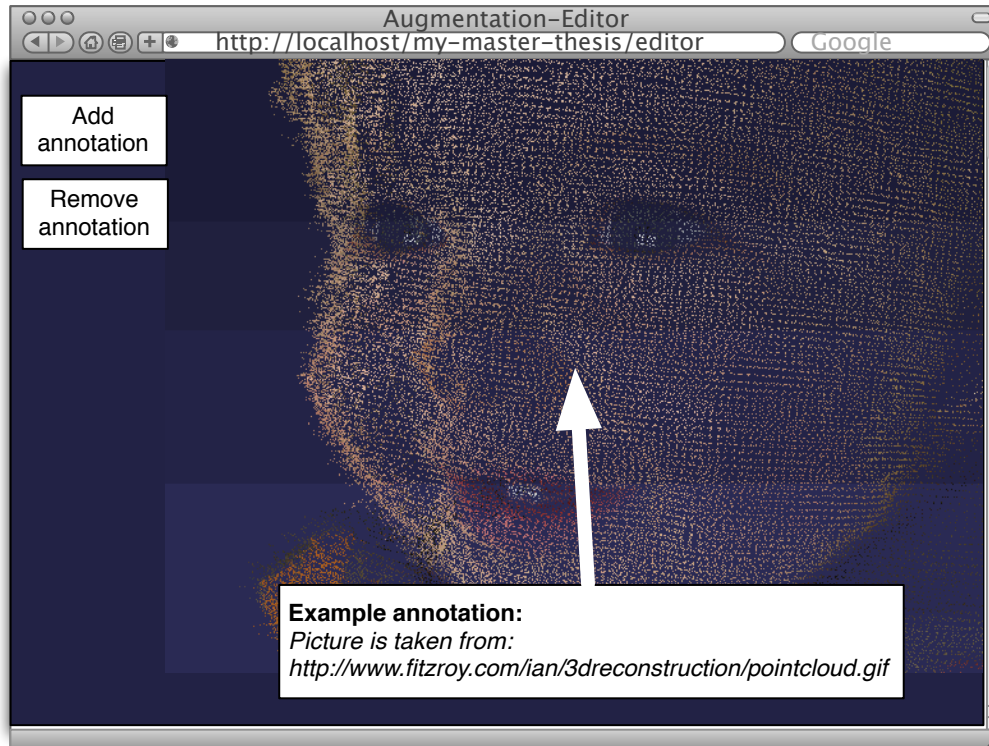 Augmentation-Editor
http://localhost/my-master-thesis/editor
Google
Add
annotation
Remove
annotation
Example annotation:
Picture is taken from:
http://www.fitzroy.com/ian/3dreconstruction/pointcloud.gif